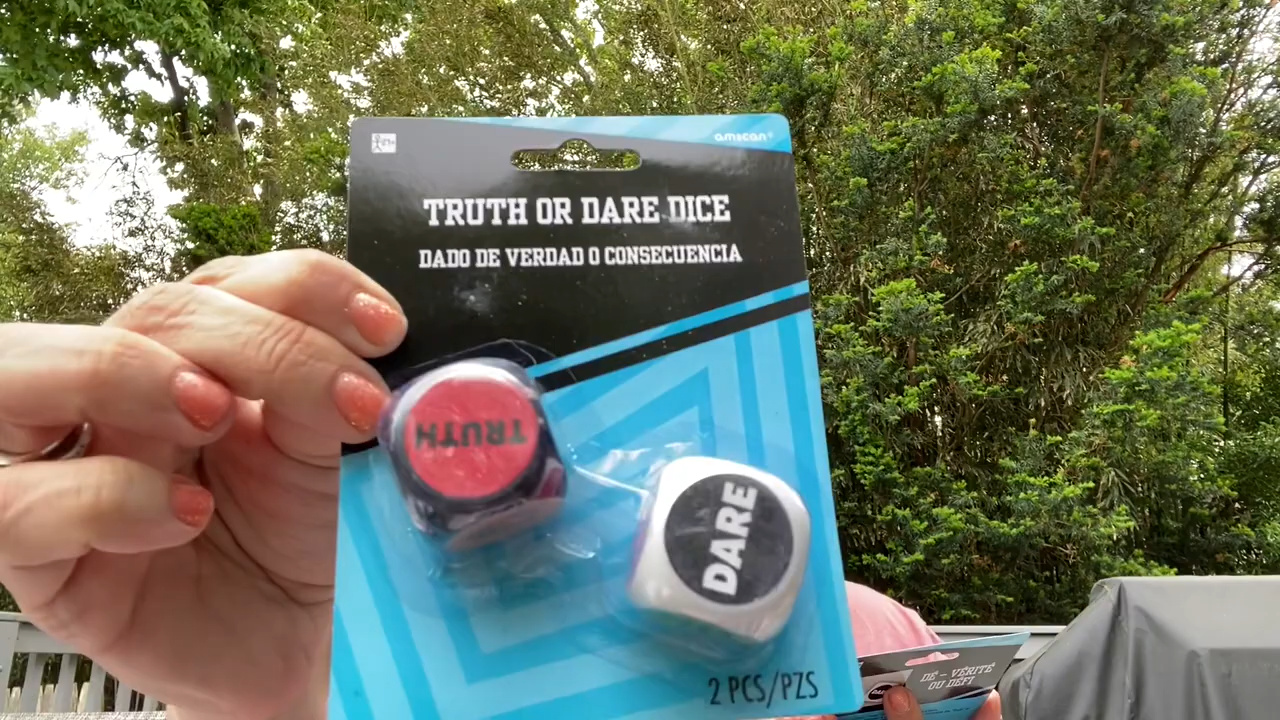 amscan
TRUTH OR DARE DICE
DADO DE VERDAD O CONSECUENCIA
TRUTH
DARE
2 PCS/PZS
DÉ - VÉRITÉ
OU DÉFI